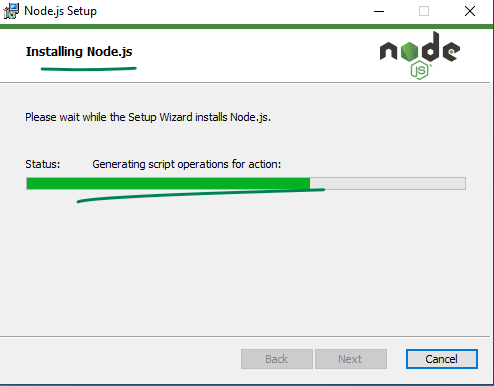 Node.js Setup
Installing Node.js
node
JS
Please wait while the Setup Wizard installs Node.js.
Status: Generating script operations for action:
Back Next Cancel